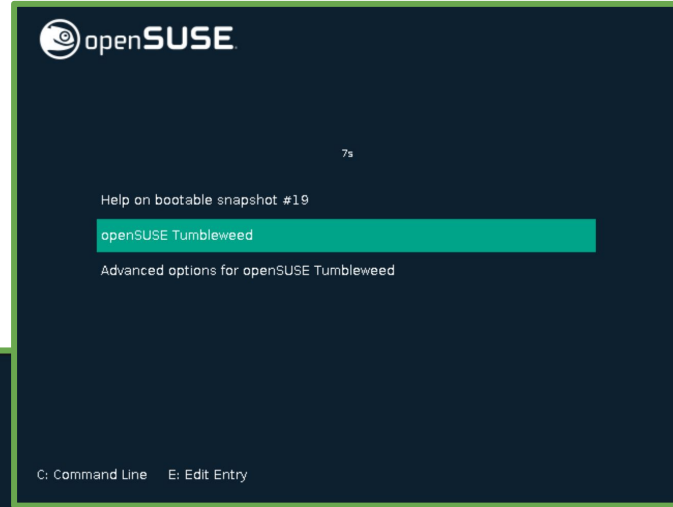 openSUSE.
7s
Help on bootable snapshot #19
openSUSE Tumbleweed
Advanced options for openSUSE Tumbleweed
C: Command Line E: Edit Entry